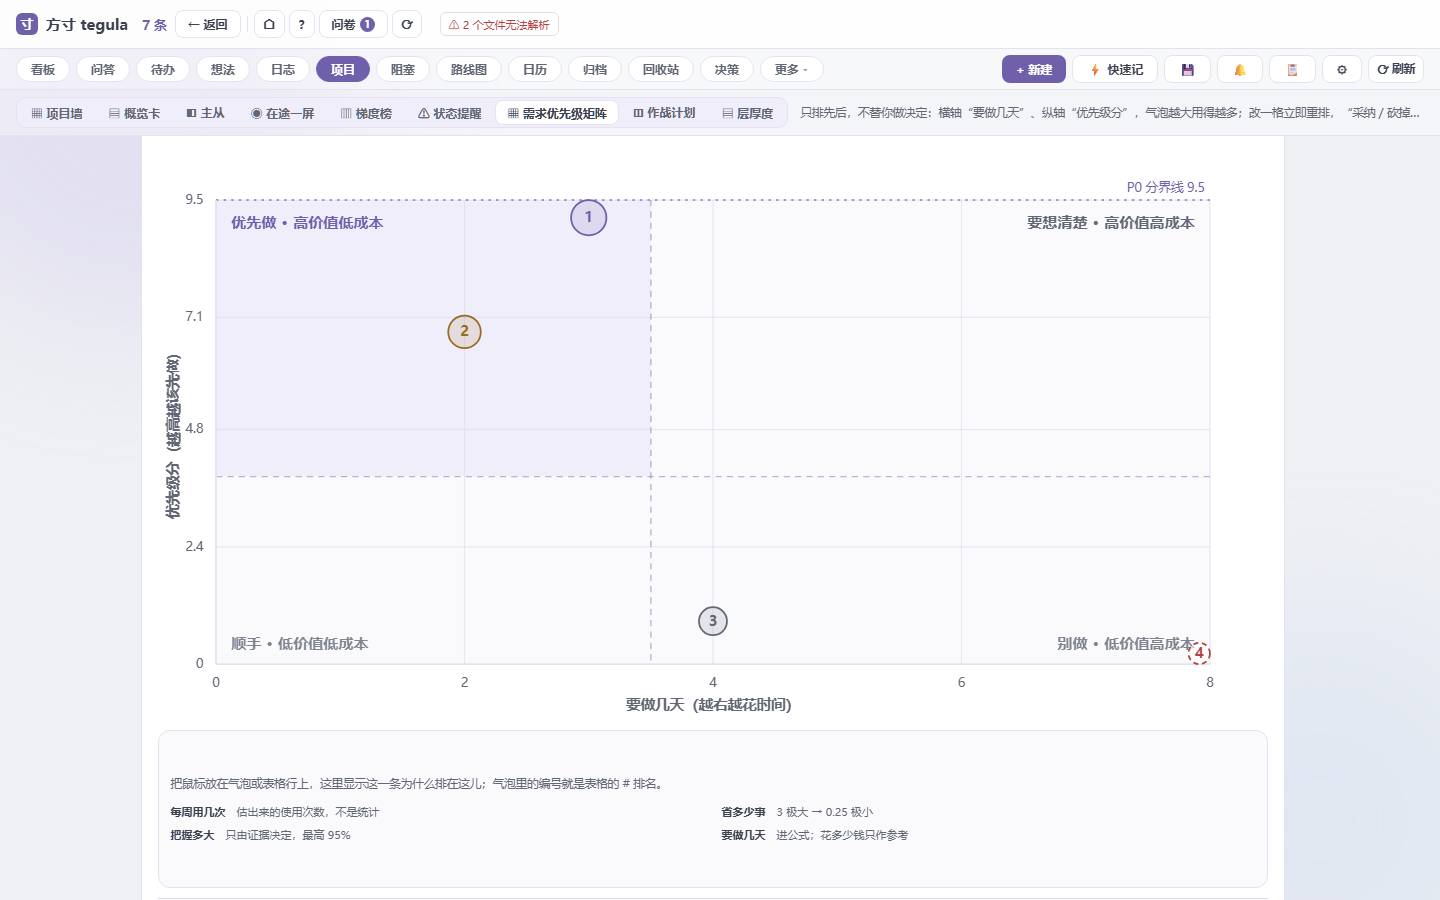 寸 方寸 tegula 7 条 ← 返回 ? 问卷 1 2 个文件无法解析
看板 问答 待办 想法 日志 项目 阻塞 路线图 日历 归档 回收站 决策 更多 + 新建 快速记 刷新
项目墙 概览卡 主从 在途一屏 梯度榜 状态提醒 需求优先级矩阵 作战计划 层厚度 只排先后，不替你做决定：横轴“要做几天”、纵轴“优先级分”，气泡越大用得越多；改一格立即重排，“采纳 / 砍掉…
P0 分界线 9.5
9.5
优先做 • 高价值低成本 1 要想清楚 • 高价值高成本
7.1
2
优先级分（越高越该先做）
4.8
2.4
3
顺手 • 低价值低成本 别做 • 低价值高成本 4
0
0 2 4 6 8
要做几天（越右越花时间）
把鼠标放在气泡或表格行上，这里显示这一条为什么排在这儿；气泡里的编号就是表格的 # 排名。
每周用几次 估出来的使用次数，不是统计 省多少事 3 极大 → 0.25 极小
把握多大 只由证据决定，最高 95% 要做几天 进公式；花多少钱只作参考